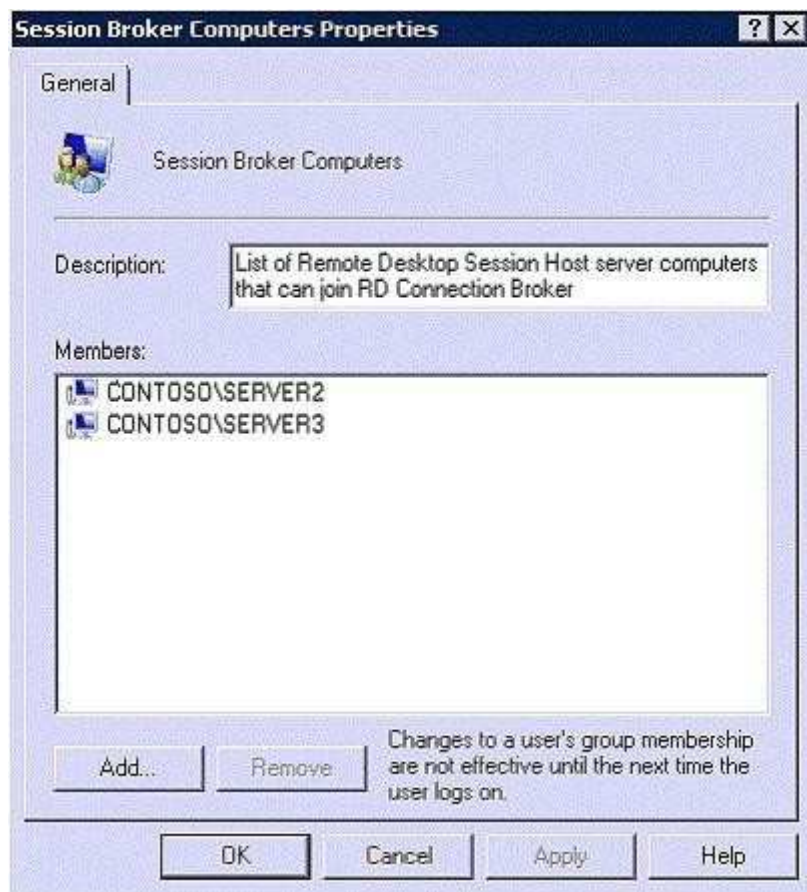 Session Broker Computers Properties
General
Session Broker Computers
Description:
List of Remote Desktop Session Host server computers
that can join RD Connection Broker
Members:
CONTOSO\SERVER2
CONTOSO\SERVER3
Add...
Remove
Changes to a user's group membership
are not effective until the next time the
user logs on.
OK
Cancel
Apply
Help